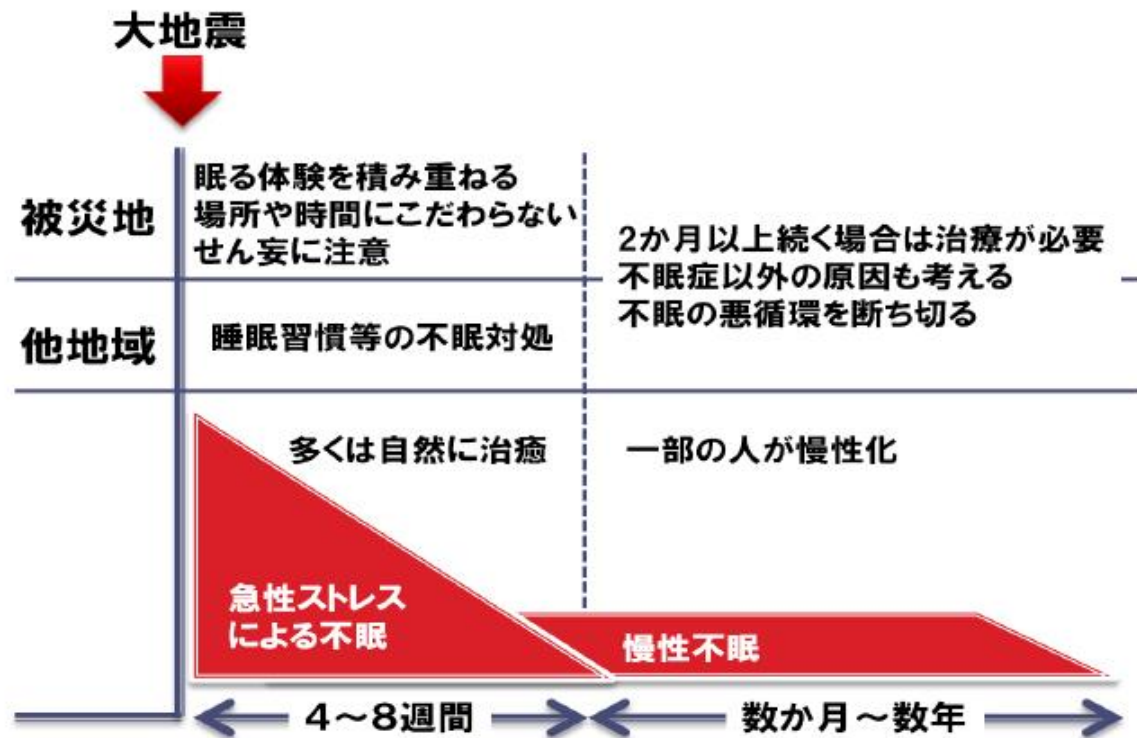 大地震
被災地
眠る体験を積み重ねる
場所や時間にこだわらない
せん妄に注意
2か月以上続く場合は治療が必要
不眠症以外の原因も考える
不眠の悪循環を断ち切る
他地域
睡眠習慣等の不眠対処
多くは自然に治癒
一部の人が慢性化
急性ストレス
による不眠
慢性不眠
4〜8週間
数か月〜数年